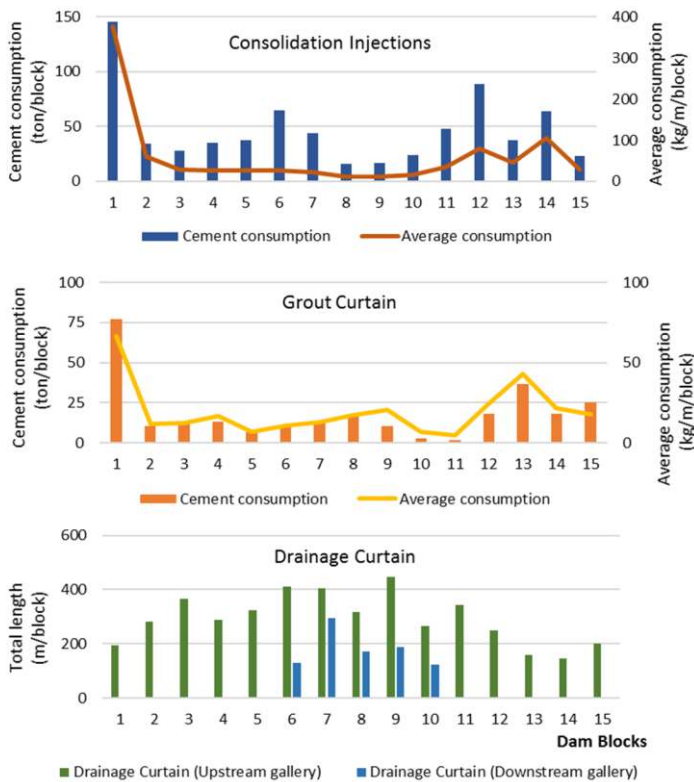 Consolidation Injections
Cement consumption
(ton/block)
150
100
50
0
400
300
200
100
0
Average consumption
(kg/m/block)
1 2 3 4 5 6 7 8 9 10 11 12 13 14 15
Cement consumption Average consumption
Grout Curtain
Cement consumption
(ton/block)
100
75
50
25
0
100
50
0
Average consumption
(kg/m/block)
1 2 3 4 5 6 7 8 9 10 11 12 13 14 15
Cement consumption Average consumption
Drainage Curtain
Total length
(m/block)
600
400
200
0
1 2 3 4 5 6 7 8 9 10 11 12 13 14 15
Dam Blocks
Drainage Curtain (Upstream gallery) Drainage Curtain (Downstream gallery)